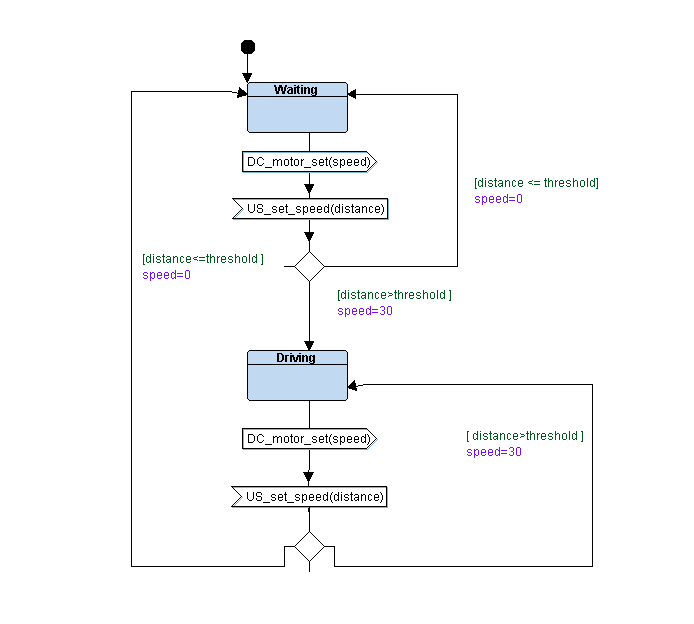 Waiting
DC_motor_set(speed)
[distance <= threshold]
speed=0
US_set_speed(distance)
[distance<=threshold ]
speed=0
[distance>threshold ]
speed=30
Driving
DC_motor_set(speed)
[ distance>threshold ]
speed=30
US_set_speed(distance)